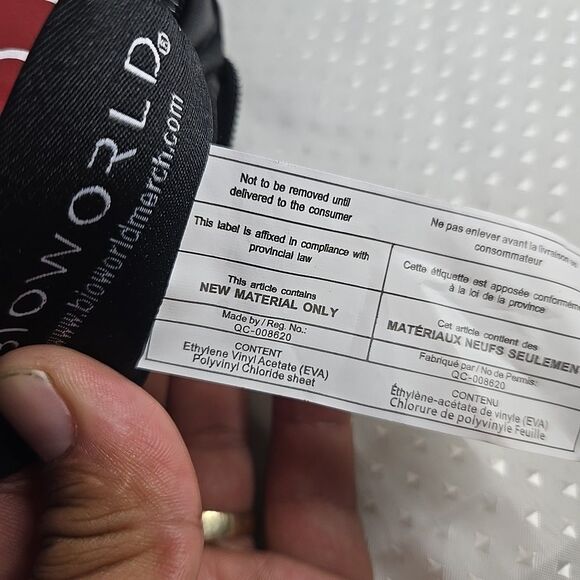 BIOWORLD
www.bioworldmerch.com
Not to be removed until
delivered to the consumer
This label is affixed in compliance with
provincial law
This article contains
NEW MATERIAL ONLY
Made by / Reg. No.:
QC-008620
CONTENT
Ethylene Vinyl Acetate (EVA)
Polyvinyl Chloride sheet
Ne pas enlever avant la livraison au
consommateur
Cette étiquette est apposée conformém
à la loi de la province
Cet article contient des
MATÉRIAUX NEUFS SEULEMEN
Fabriqué par / No de Permis:
QC-008620
CONTENU
Éthylène-acétate de vinyle (EVA)
Chlorure de polyvinyle Feuille